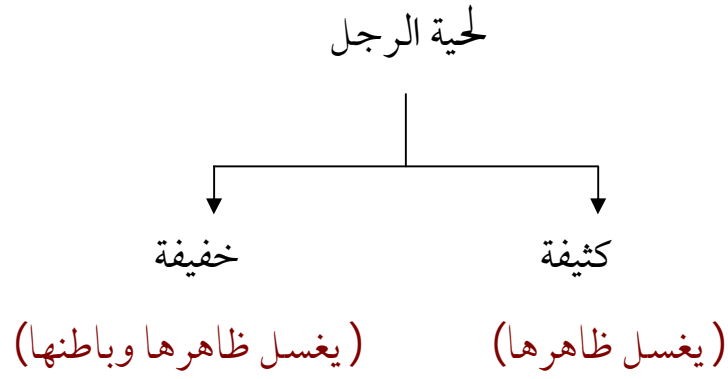 لحية الرجل
كثيفة
خفيفة
(يغسل ظاهرها)
(يغسل ظاهرها وباطنها)